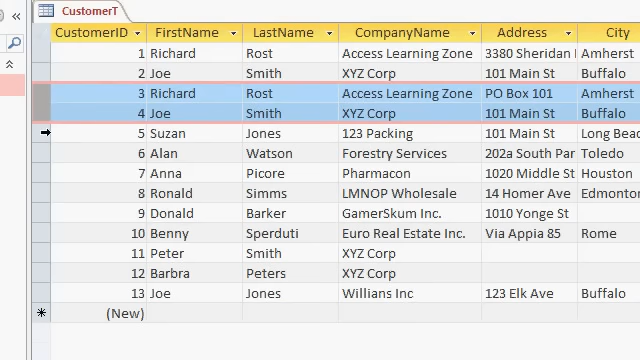 CustomerT
CustomerID FirstName LastName CompanyName Address City
1 Richard Rost Access Learning Zone 3380 Sheridan Amherst
2 Joe Smith XYZ Corp 101 Main St Buffalo
3 Richard Rost Access Learning Zone PO Box 101 Amherst
4 Joe Smith XYZ Corp 101 Main St Buffalo
5 Suzan Jones 123 Packing 101 Main St Long Bea
6 Alan Watson Forestry Services 202a South Par Toledo
7 Anna Picore Pharmacon 1020 Middle St Houston
8 Ronald Simms LMNOP Wholesale 14 Homer Ave Edmonton
9 Donald Barker GamerSkum Inc. 1010 Yonge St
10 Benny Sperduti Euro Real Estate Inc. Via Appia 85 Rome
11 Peter Smith XYZ Corp
12 Barbra Peters XYZ Corp
13 Joe Jones Willians Inc 123 Elk Ave Buffalo
(New)